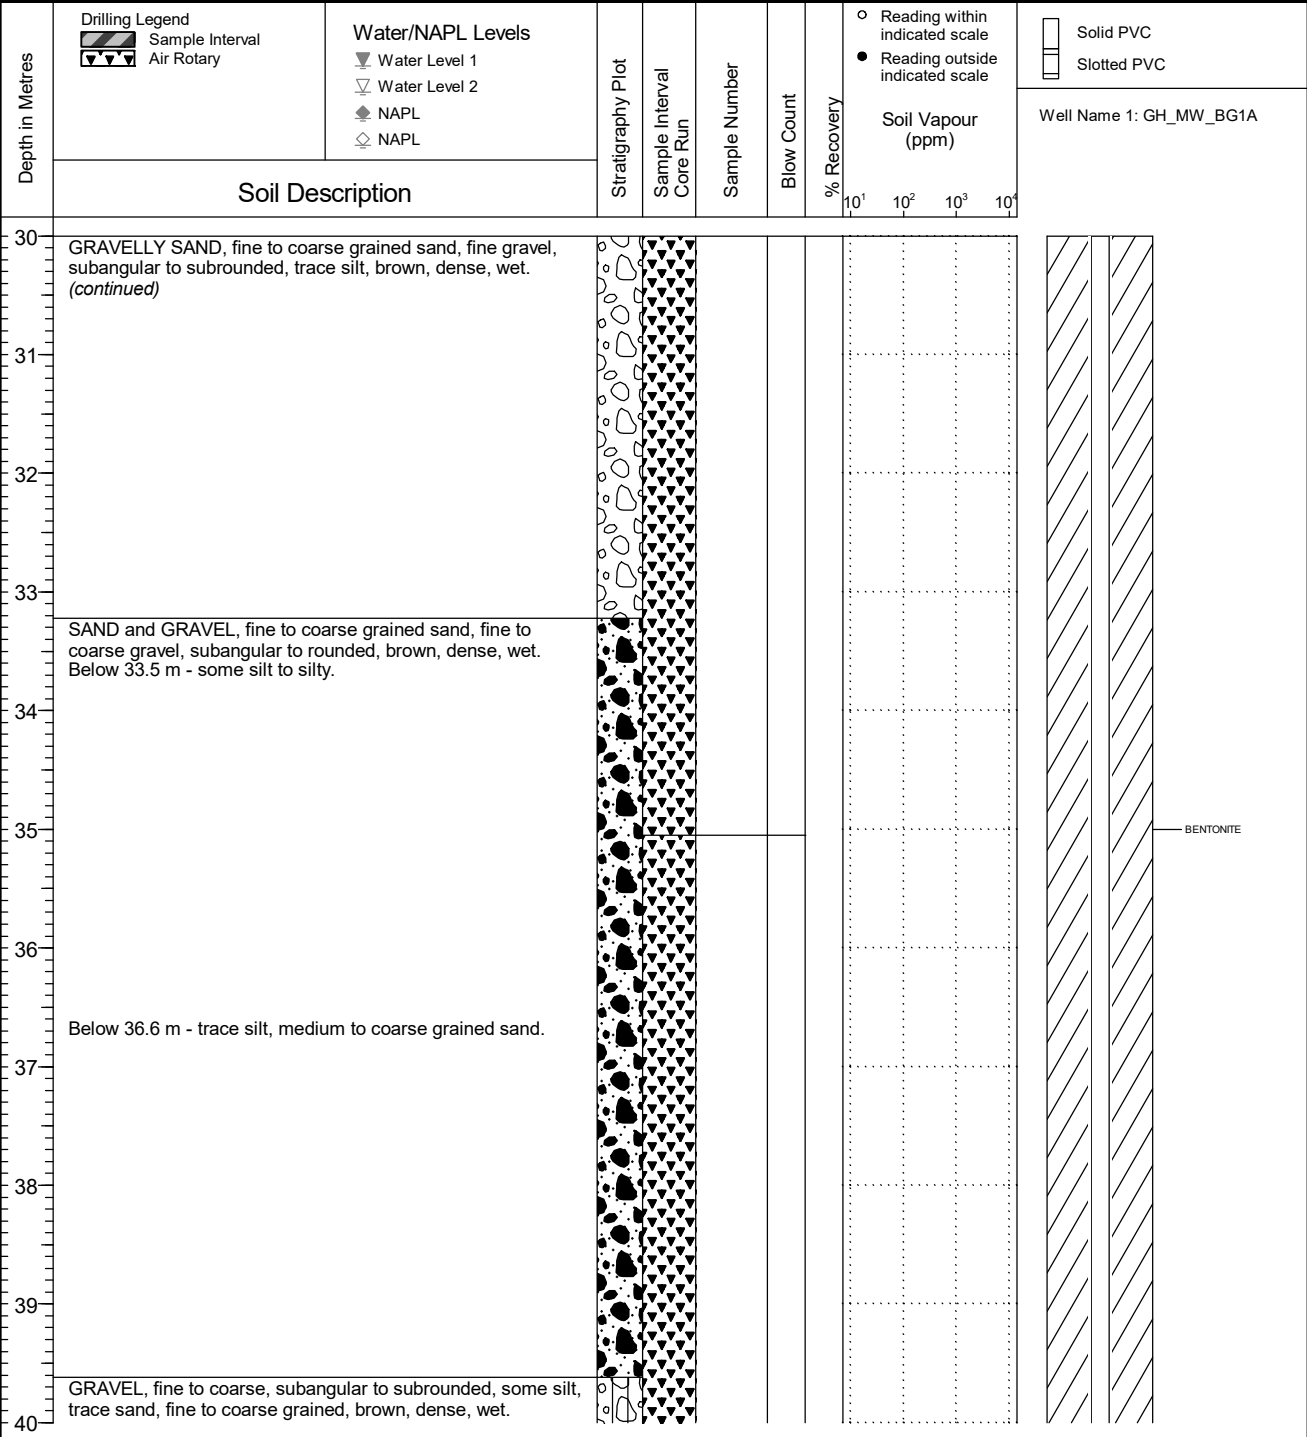 Depth in Metres
Drilling Legend
Sample Interval
Air Rotary
Water/NAPL Levels
Water Level 1
Water Level 2
NAPL
NAPL
Soil Description
Stratigraphy Plot
Sample Interval
Core Run
Sample Number
Blow Count
% Recovery
Reading within
indicated scale
Reading outside
indicated scale
Soil Vapour
(ppm)
10¹ 10² 10³ 10⁴
Solid PVC
Slotted PVC
Well Name 1: GH_MW_BG1A
30
GRAVELLY SAND, fine to coarse grained sand, fine gravel,
subangular to subrounded, trace silt, brown, dense, wet.
(continued)
31
32
33
SAND and GRAVEL, fine to coarse grained sand, fine to
coarse gravel, subangular to rounded, brown, dense, wet.
Below 33.5 m - some silt to silty.
34
35
BENTONITE
36
Below 36.6 m - trace silt, medium to coarse grained sand.
37
38
39
GRAVEL, fine to coarse, subangular to subrounded, some silt,
trace sand, fine to coarse grained, brown, dense, wet.
40